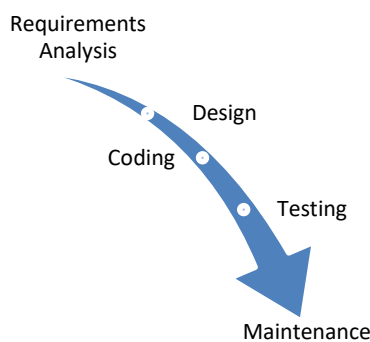 Requirements
Analysis
Design
Coding
Testing
Maintenance